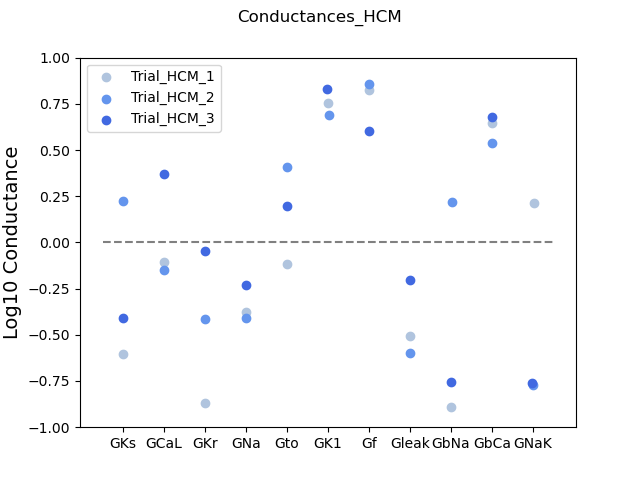 Conductances_HCM
Trial_HCM_1
Trial_HCM_2
Trial_HCM_3
Log10 Conductance
1.00
0.75
0.50
0.25
0.00
−0.25
−0.50
−0.75
−1.00
GKs GCaL GKr GNa Gto GK1 Gf Gleak GbNa GbCa GNaK